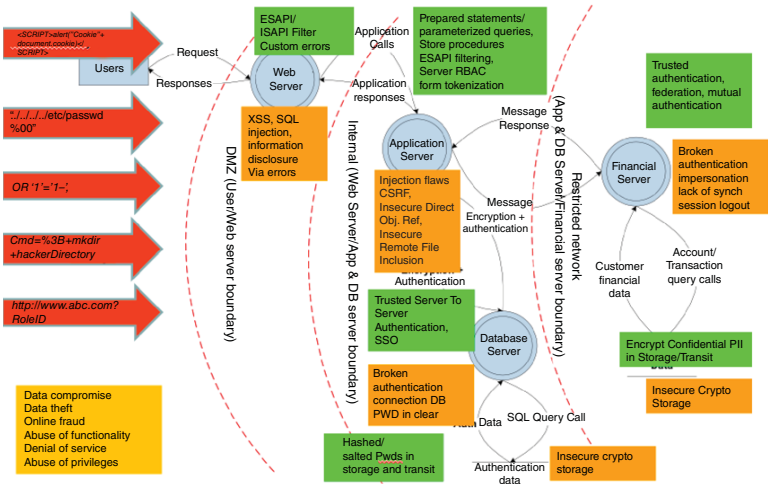 <SCRIPT>alert("Cookie"+
document.cookie)</
SCRIPT>
Users
Request
Responses
ESAPI/
ISAPI Filter
Custom errors
Web
Server
XSS, SQL
injection,
information
disclosure
Via errors
Application
Calls
Application
responses
Prepared statements/
parameterized queries,
Store procedures
ESAPI filtering,
Server RBAC
form tokenization
Application
Server
Injection flaws
CSRF,
Insecure Direct
Obj. Ref,
Insecure
Remote File
Inclusion
Message
Response
Message
Encryption +
authentication
Trusted
authentication,
federation, mutual
authentication
Financial
Server
Broken
authentication
impersonation
lack of synch
session logout
"../../../../etc/passwd
%00"
OR '1'='1–',
Cmd=%3B+mkdir
+hackerDirectory
http://www.abc.com?
RoleID
DMZ (User/Web server boundary)
Internal (Web Server/App & DB server boundary)
Restricted network
(App & DB Server/Financial server boundary)
Authentication
Trusted Server To
Server
Authentication,
SSO
Database
Server
Broken
authentication
connection DB
PWD in clear
Data
SQL Query Call
Hashed/
salted Pwds in
storage and transit
Authentication
data
Insecure crypto
storage
Customer
financial
data
Account/
Transaction
query calls
Encrypt Confidential PII
in Storage/Transit
Insecure Crypto
Storage
Data compromise
Data theft
Online fraud
Abuse of functionality
Denial of service
Abuse of privileges